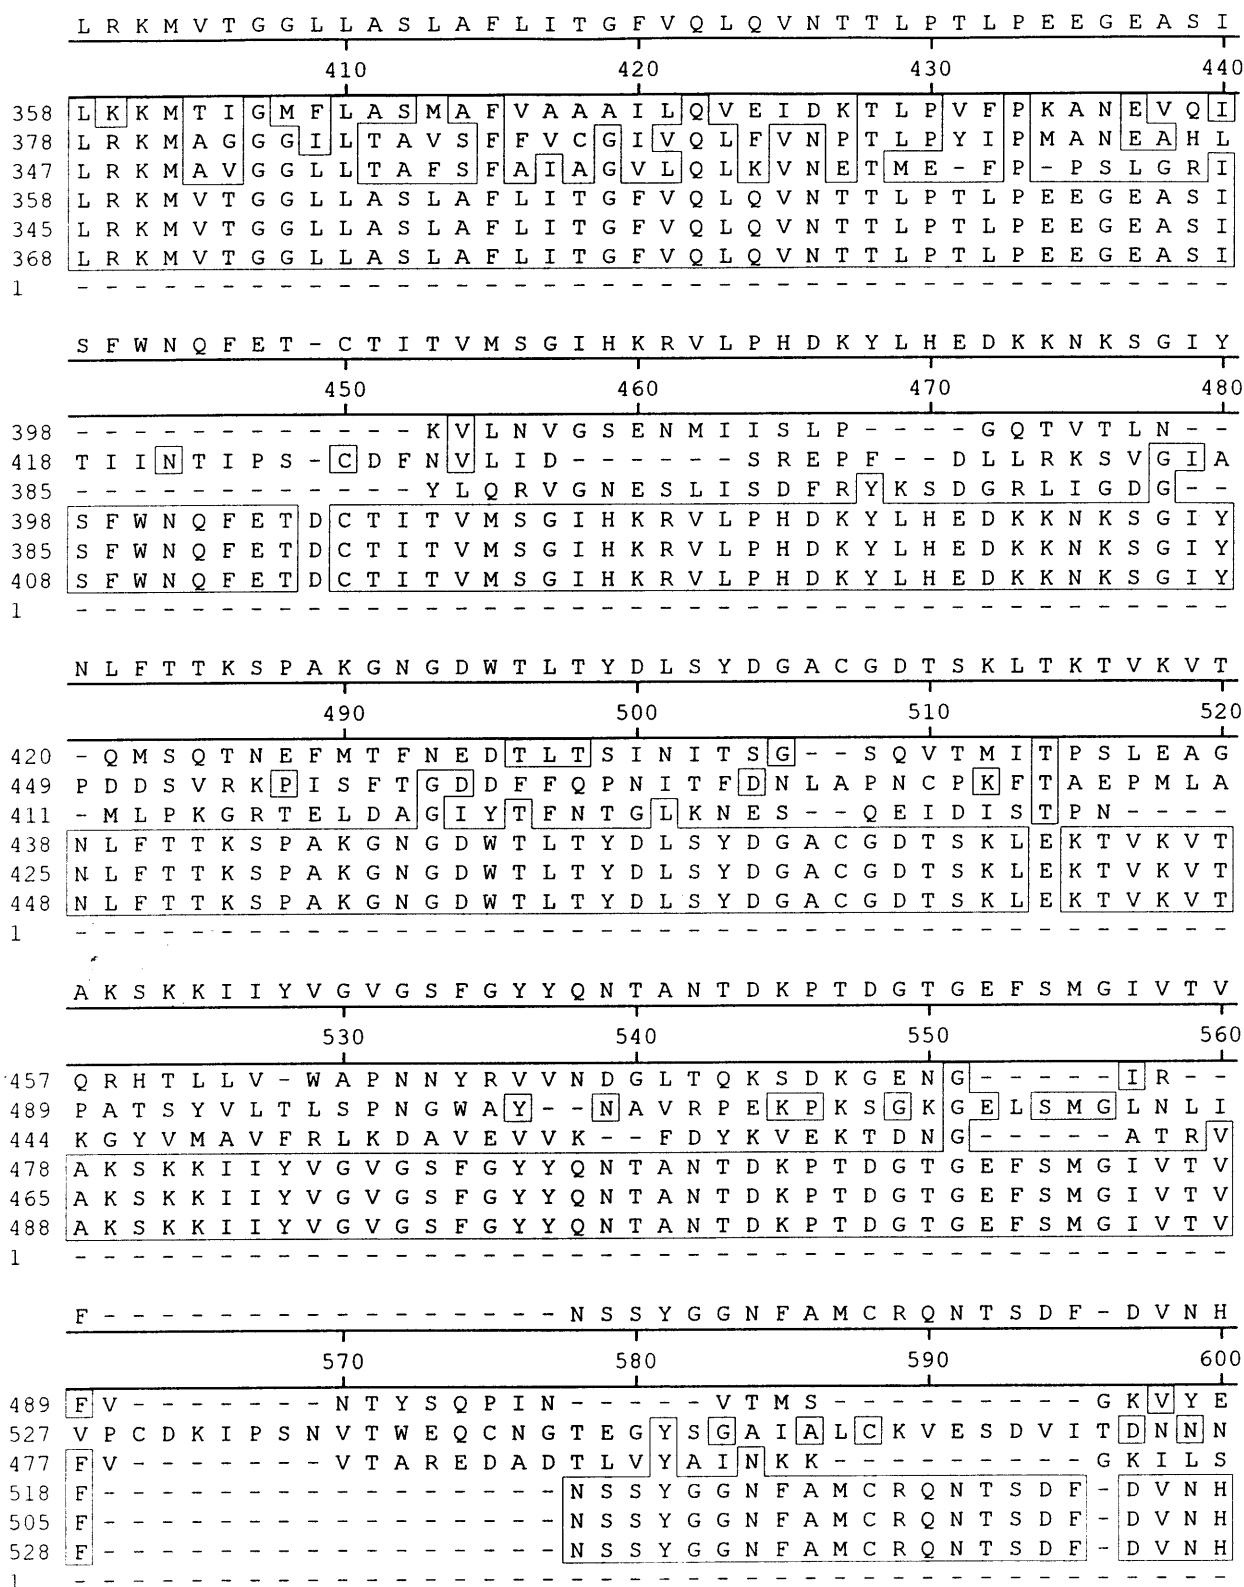 L R K M V T G G L L A S L A F L I T G F V Q L Q V N T T L P T L P E E G E A S I
410 420 430 440
358 L K K M T I G M F L A S M A F V A A A I L Q V E I D K T L P V F P K A N E V Q I
378 L R K M A G G G I L T A V S F F V C G I V Q L F V N P T L P Y I P M A N E A H L
347 L R K M A V G G L L T A F S F A I A G V L Q L K V N E T M E - F P - P S L G R I
358 L R K M V T G G L L A S L A F L I T G F V Q L Q V N T T L P T L P E E G E A S I
345 L R K M V T G G L L A S L A F L I T G F V Q L Q V N T T L P T L P E E G E A S I
368 L R K M V T G G L L A S L A F L I T G F V Q L Q V N T T L P T L P E E G E A S I
1 - - - - - - - - - - - - - - - - - - - - - - - - - - - - - - - - - - - - - - - -
S F W N Q F E T - C T I T V M S G I H K R V L P H D K Y L H E D K K N K S G I Y
450 460 470 480
398 - - - - - - - - - - - - K V L N V G S E N M I I S L P - - - - G Q T V T L N - -
418 T I I N T I P S - C D F N V L I D - - - - - - S R E P F - - D L L R K S V G I A
385 - - - - - - - - - - - - Y L Q R V G N E S L I S D F R Y K S D G R L I G D G - -
398 S F W N Q F E T D C T I T V M S G I H K R V L P H D K Y L H E D K K N K S G I Y
385 S F W N Q F E T D C T I T V M S G I H K R V L P H D K Y L H E D K K N K S G I Y
408 S F W N Q F E T D C T I T V M S G I H K R V L P H D K Y L H E D K K N K S G I Y
1 - - - - - - - - - - - - - - - - - - - - - - - - - - - - - - - - - - - - - - - -
N L F T T K S P A K G N G D W T L T Y D L S Y D G A C G D T S K L T K T V K V T
490 500 510 520
420 - Q M S Q T N E F M T F N E D T L T S I N I T S G - - S Q V T M I T P S L E A G
449 P D D S V R K P I S F T G D D F F Q P N I T F D N L A P N C P K F T A E P M L A
411 - M L P K G R T E L D A G I Y T F N T G L K N E S - - Q E I D I S T P N - - - -
438 N L F T T K S P A K G N G D W T L T Y D L S Y D G A C G D T S K L E K T V K V T
425 N L F T T K S P A K G N G D W T L T Y D L S Y D G A C G D T S K L E K T V K V T
448 N L F T T K S P A K G N G D W T L T Y D L S Y D G A C G D T S K L E K T V K V T
1 - - - - - - - - - - - - - - - - - - - - - - - - - - - - - - - - - - - - - - - -
A K S K K I I Y V G V G S F G Y Y Q N T A N T D K P T D G T G E F S M G I V T V
530 540 550 560
457 Q R H T L L V - W A P N N Y R V V N D G L T Q K S D K G E N G - - - - - I R - -
489 P A T S Y V L T L S P N G W A Y - - N A V R P E K P K S G K G E L S M G L N L I
444 K G Y V M A V F R L K D A V E V V K - - F D Y K V E K T D N G - - - - - A T R V
478 A K S K K I I Y V G V G S F G Y Y Q N T A N T D K P T D G T G E F S M G I V T V
465 A K S K K I I Y V G V G S F G Y Y Q N T A N T D K P T D G T G E F S M G I V T V
488 A K S K K I I Y V G V G S F G Y Y Q N T A N T D K P T D G T G E F S M G I V T V
1 - - - - - - - - - - - - - - - - - - - - - - - - - - - - - - - - - - - - - - - -
F - - - - - - - - - - - - - - - - N S S Y G G N F A M C R Q N T S D F - D V N H
570 580 590 600
489 F V - - - - - - - N T Y S Q P I N - - - - - V T M S - - - - - - - - - G K V Y E
527 V P C D K I P S N V T W E Q C N G T E G Y S G A I A L C K V E S D V I T D N N N
477 F V - - - - - - - V T A R E D A D T L V Y A I N K K - - - - - - - - - G K I L S
518 F - - - - - - - - - - - - - - - - N S S Y G G N F A M C R Q N T S D F - D V N H
505 F - - - - - - - - - - - - - - - - N S S Y G G N F A M C R Q N T S D F - D V N H
528 F - - - - - - - - - - - - - - - - N S S Y G G N F A M C R Q N T S D F - D V N H
1 - - - - - - - - - - - - - - - - - - - - - - - - - - - - - - - - - - - - - - - -